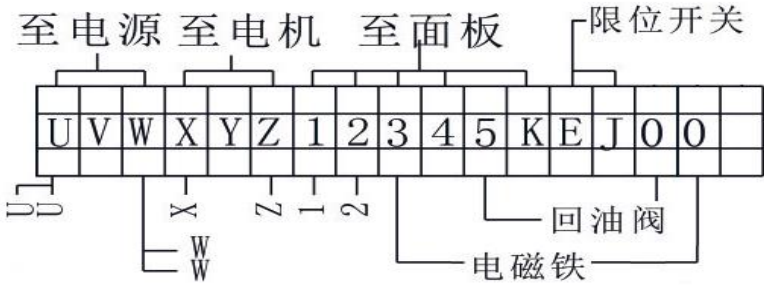 至电源 至电机 至面板 限位开关
U V W X Y Z 1 2 3 4 5 K E J 0 0
U U X Z 1 2 回油阀
W
W 电磁铁